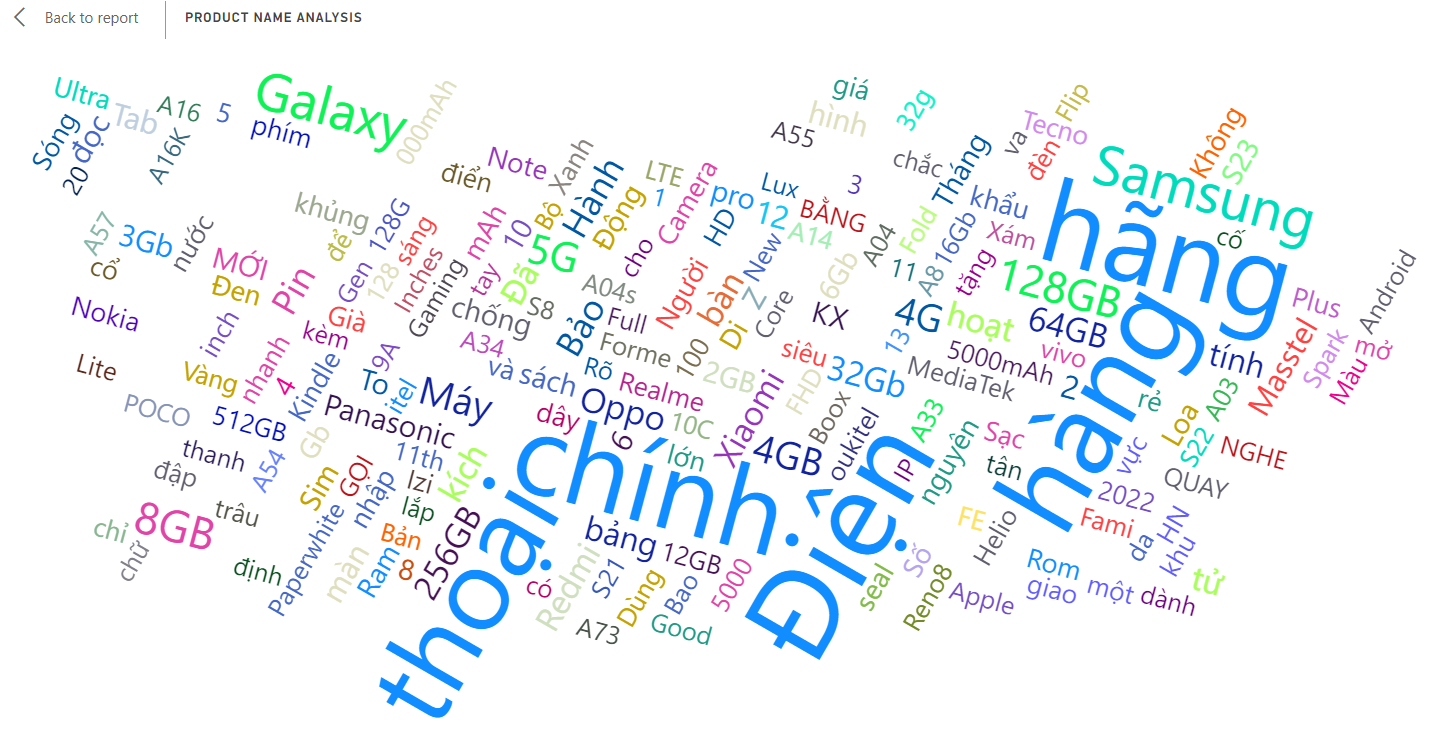 Back to report
PRODUCT NAME ANALYSIS
Ultra
Tab
A16
5
Galaxy
000mAh
phím
Sóng
đọc
20
A16K
giá
hình
A55
32g
Flip
Tecno
va
đèn
chắc
Tháng
Không
S23
Samsung
Note
Xanh
LTE
điển
Hành
Bộ
Động
1
Camera
pro
Lux
12
3
BẰNG
A14
HD
khẩu
Fold
16Gb
Xám
hãng
cố
A57
3Gb
nước
khủng
để
128G
sáng
mAh
10
5G
cho
New
A04
6Gb
11
A8
tặng
128GB
Android
cổ
MỚI
Đen
Pin
Gen
128
Inches
Gaming
tay
Đã
S8
A04s
Người
bàn
Z
Di
Core
KX
4G
hoạt
64GB
hàng
Plus
Nokia
inch
Già
kèm
chống
Bảo
Full
Forme
100
siêu
13
5000mAh
vivo
tính
Masstel
Spark
mở
Màu
Lite
Vàng
nhanh
4
Kindle
9A
A34
và
sách
Rõ
Realme
2GB
FHD
32Gb
MediaTek
2
rẻ
A03
POCO
512GB
To
itel
Máy
Panasonic
dây
Oppo
10C
Xiaomi
Boox
oukitel
A33
Loa
S22
NGHE
thanh
A54
Gb
11th
kích
chính
6
lớn
4GB
IP
nguyên
Sạc
tân
vực
QUAY
đập
Sim
GỌI
nhập
Izi
lắp
2022
trâu
8GB
chỉ
chữ
Bản
256GB
thoại
bảng
12GB
Điện
FE
Helio
Fami
HN
da
khu
định
Paperwhite
màn
Ram
8
có
Redmi
S21
Dùng
Bao
5000
seal
Số
Reno8
Apple
Rom
giao
một
dành
tử
A73
Good